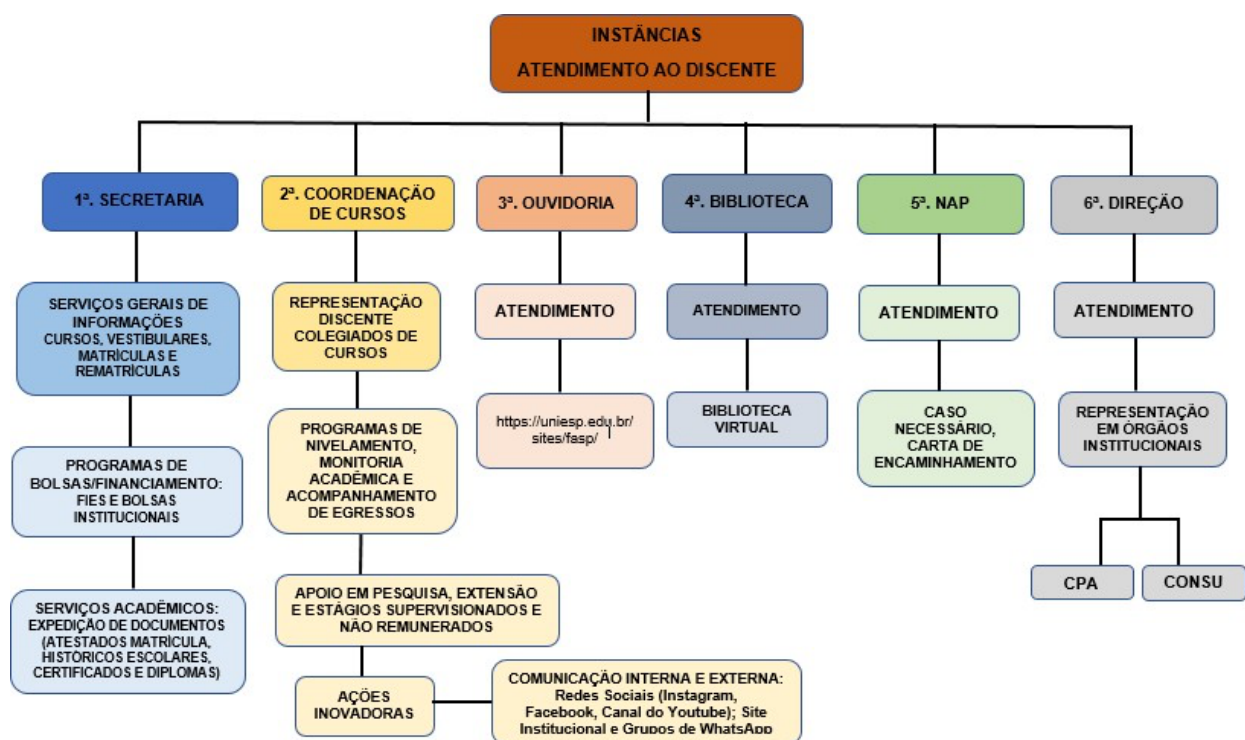 INSTÂNCIAS
ATENDIMENTO AO DISCENTE
1ª. SECRETARIA
2ª. COORDENAÇÃO
DE CURSOS
3ª. OUVIDORIA
4ª. BIBLIOTECA
5ª. NAP
6ª. DIREÇÃO
SERVIÇOS GERAIS DE
INFORMAÇÕES
CURSOS, VESTIBULARES,
MATRÍCULAS E
REMATRÍCULAS
REPRESENTAÇÃO
DISCENTE
COLEGIADOS DE
CURSOS
ATENDIMENTO
ATENDIMENTO
ATENDIMENTO
ATENDIMENTO
PROGRAMAS DE
BOLSAS/FINANCIAMENTO:
FIES E BOLSAS
INSTITUCIONAIS
PROGRAMAS DE
NIVELAMENTO,
MONITORIA
ACADÊMICA E
ACOMPANHAMENTO
DE EGRESSOS
https://uniesp.edu.br/
sites/fasp/
BIBLIOTECA
VIRTUAL
CASO
NECESSÁRIO,
CARTA DE
ENCAMINHAMENTO
REPRESENTAÇÃO
EM ÓRGÃOS
INSTITUCIONAIS
CPA
CONSU
SERVIÇOS ACADÊMICOS:
EXPEDIÇÃO DE DOCUMENTOS
(ATESTADOS MATRÍCULA,
HISTÓRICOS ESCOLARES,
CERTIFICADOS E DIPLOMAS)
APOIO EM PESQUISA, EXTENSÃO
E ESTÁGIOS SUPERVISIONADOS E
NÃO REMUNERADOS
AÇÕES
INOVADORAS
COMUNICAÇÃO INTERNA E EXTERNA:
Redes Sociais (Instagram,
Facebook, Canal do Youtube); Site
Institucional e Grupos de WhatsApp